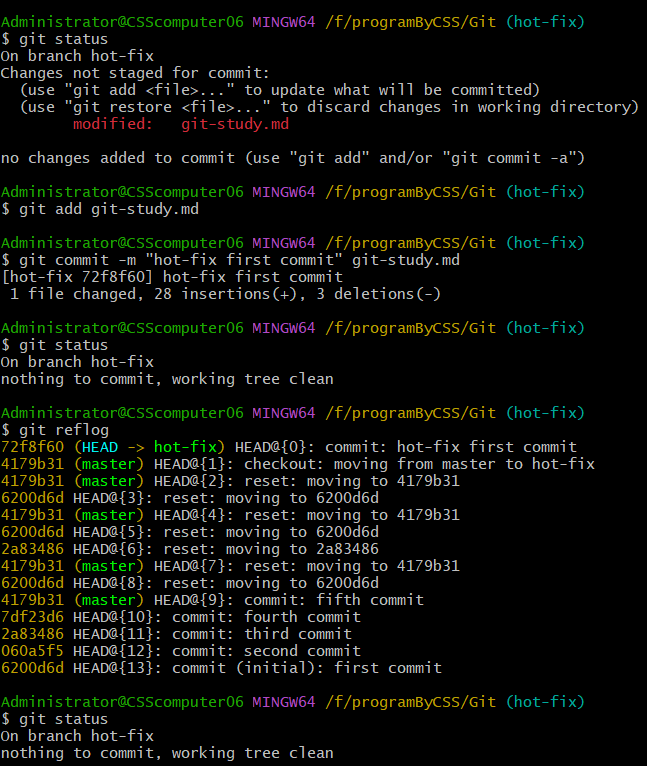 Administrator@CSScomputer06 MINGW64 /f/programByCSS/Git (hot-fix)
$ git status
On branch hot-fix
Changes not staged for commit:
  (use "git add <file>..." to update what will be committed)
  (use "git restore <file>..." to discard changes in working directory)
        modified:   git-study.md

no changes added to commit (use "git add" and/or "git commit -a")

Administrator@CSScomputer06 MINGW64 /f/programByCSS/Git (hot-fix)
$ git add git-study.md

Administrator@CSScomputer06 MINGW64 /f/programByCSS/Git (hot-fix)
$ git commit -m "hot-fix first commit" git-study.md
[hot-fix 72f8f60] hot-fix first commit
 1 file changed, 28 insertions(+), 3 deletions(-)

Administrator@CSScomputer06 MINGW64 /f/programByCSS/Git (hot-fix)
$ git status
On branch hot-fix
nothing to commit, working tree clean

Administrator@CSScomputer06 MINGW64 /f/programByCSS/Git (hot-fix)
$ git reflog
72f8f60 (HEAD -> hot-fix) HEAD@{0}: commit: hot-fix first commit
4179b31 (master) HEAD@{1}: checkout: moving from master to hot-fix
4179b31 (master) HEAD@{2}: reset: moving to 4179b31
6200d6d HEAD@{3}: reset: moving to 6200d6d
4179b31 (master) HEAD@{4}: reset: moving to 4179b31
6200d6d HEAD@{5}: reset: moving to 6200d6d
2a83486 HEAD@{6}: reset: moving to 2a83486
4179b31 (master) HEAD@{7}: reset: moving to 4179b31
6200d6d HEAD@{8}: reset: moving to 6200d6d
4179b31 (master) HEAD@{9}: commit: fifth commit
7df23d6 HEAD@{10}: commit: fourth commit
2a83486 HEAD@{11}: commit: third commit
060a5f5 HEAD@{12}: commit: second commit
6200d6d HEAD@{13}: commit (initial): first commit

Administrator@CSScomputer06 MINGW64 /f/programByCSS/Git (hot-fix)
$ git status
On branch hot-fix
nothing to commit, working tree clean